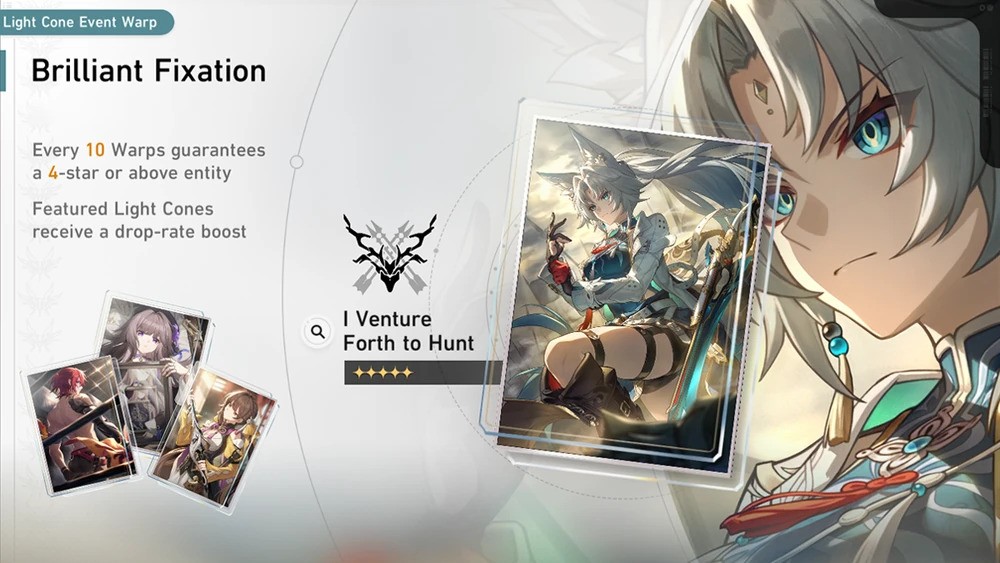 Light Cone Event Warp
Brilliant Fixation
Every 10 Warps guarantees
a 4-star or above entity
Featured Light Cones
receive a drop-rate boost
I Venture
Forth to Hunt